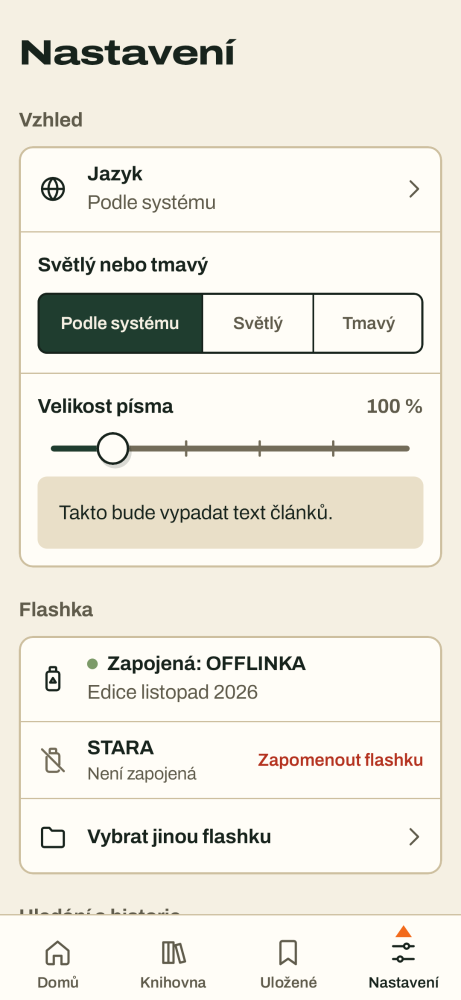 Nastavení
Vzhled
Jazyk
Podle systému
Světlý nebo tmavý
Podle systému
Světlý
Tmavý
Velikost písma
100 %
Takto bude vypadat text článků.
Flashka
Zapojená: OFFLINKA
Edice listopad 2026
STARA
Není zapojená
Zapomenout flashku
Vybrat jinou flashku
Domů
Knihovna
Uložené
Nastavení